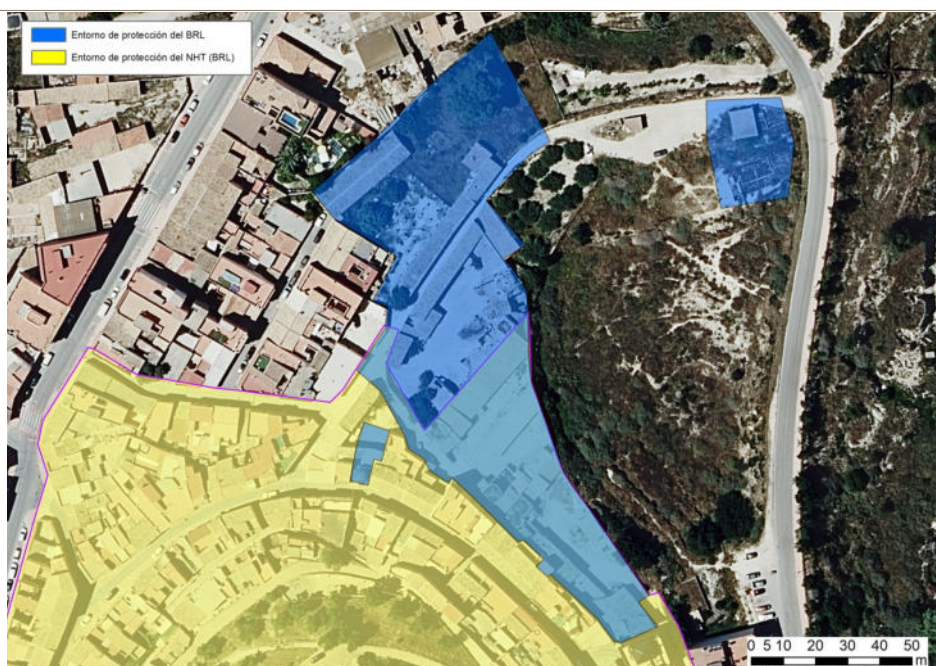 Entorno de protección del BRL
Entorno de protección del NHT (BRL)
0 5 10 20 30 40 50
m